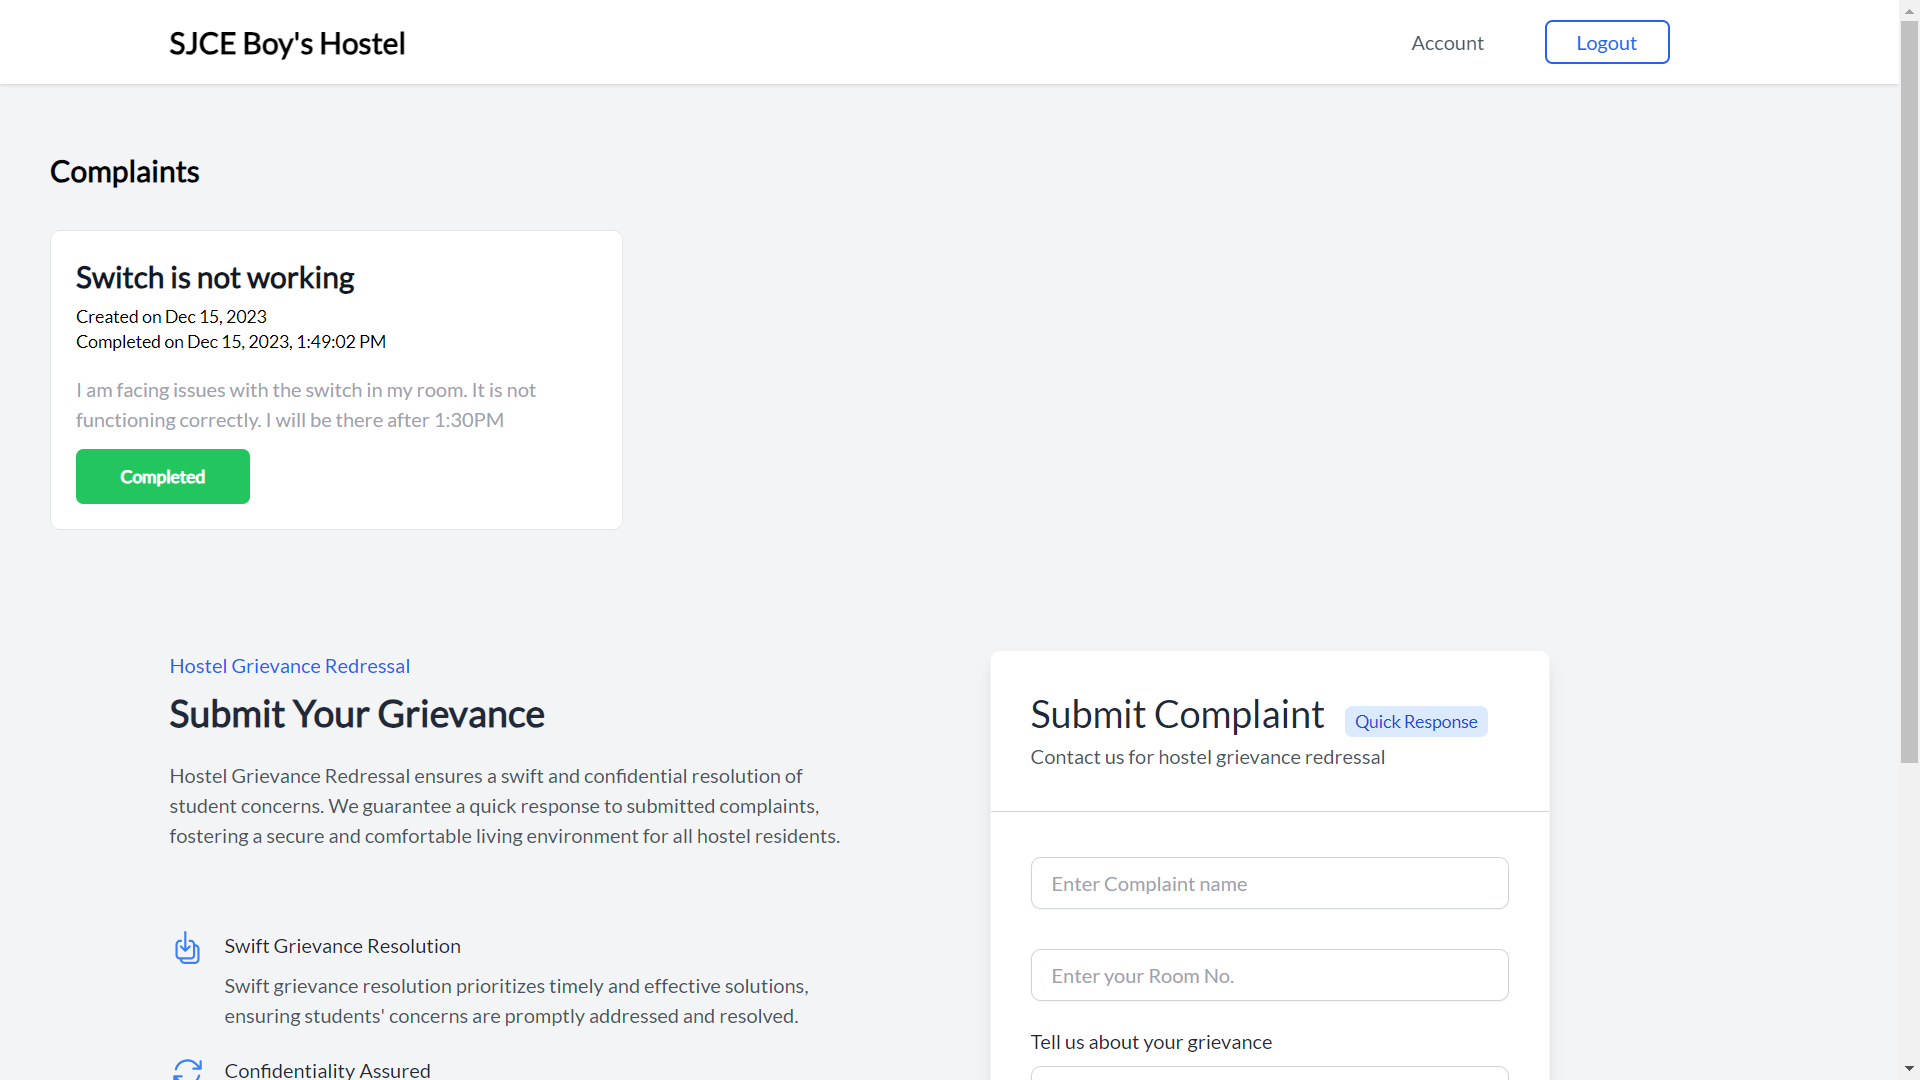 SJCE Boy's Hostel
Account
Logout
Complaints
Switch is not working
Created on Dec 15, 2023
Completed on Dec 15, 2023, 1:49:02 PM
I am facing issues with the switch in my room. It is not
functioning correctly. I will be there after 1:30PM
Completed
Hostel Grievance Redressal
Submit Your Grievance
Hostel Grievance Redressal ensures a swift and confidential resolution of
student concerns. We guarantee a quick response to submitted complaints,
fostering a secure and comfortable living environment for all hostel residents.
Swift Grievance Resolution
Swift grievance resolution prioritizes timely and effective solutions,
ensuring students' concerns are promptly addressed and resolved.
Confidentiality Assured
Submit Complaint
Quick Response
Contact us for hostel grievance redressal
Enter Complaint name
Enter your Room No.
Tell us about your grievance